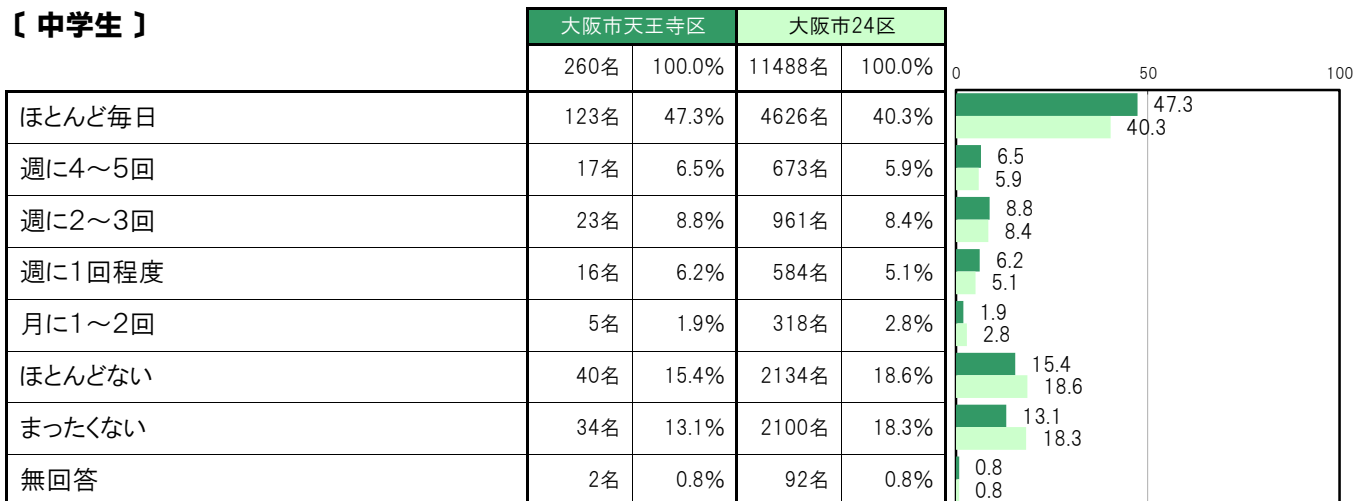 〔 中学生 〕
大阪市天王寺区 大阪市24区
260名 100.0% 11488名 100.0%
0 50 100
ほとんど毎日 123名 47.3% 4626名 40.3%
47.3
40.3
週に4～5回 17名 6.5% 673名 5.9%
6.5
5.9
週に2～3回 23名 8.8% 961名 8.4%
8.8
8.4
週に1回程度 16名 6.2% 584名 5.1%
6.2
5.1
月に1～2回 5名 1.9% 318名 2.8%
1.9
2.8
ほとんどない 40名 15.4% 2134名 18.6%
15.4
18.6
まったくない 34名 13.1% 2100名 18.3%
13.1
18.3
無回答 2名 0.8% 92名 0.8%
0.8
0.8